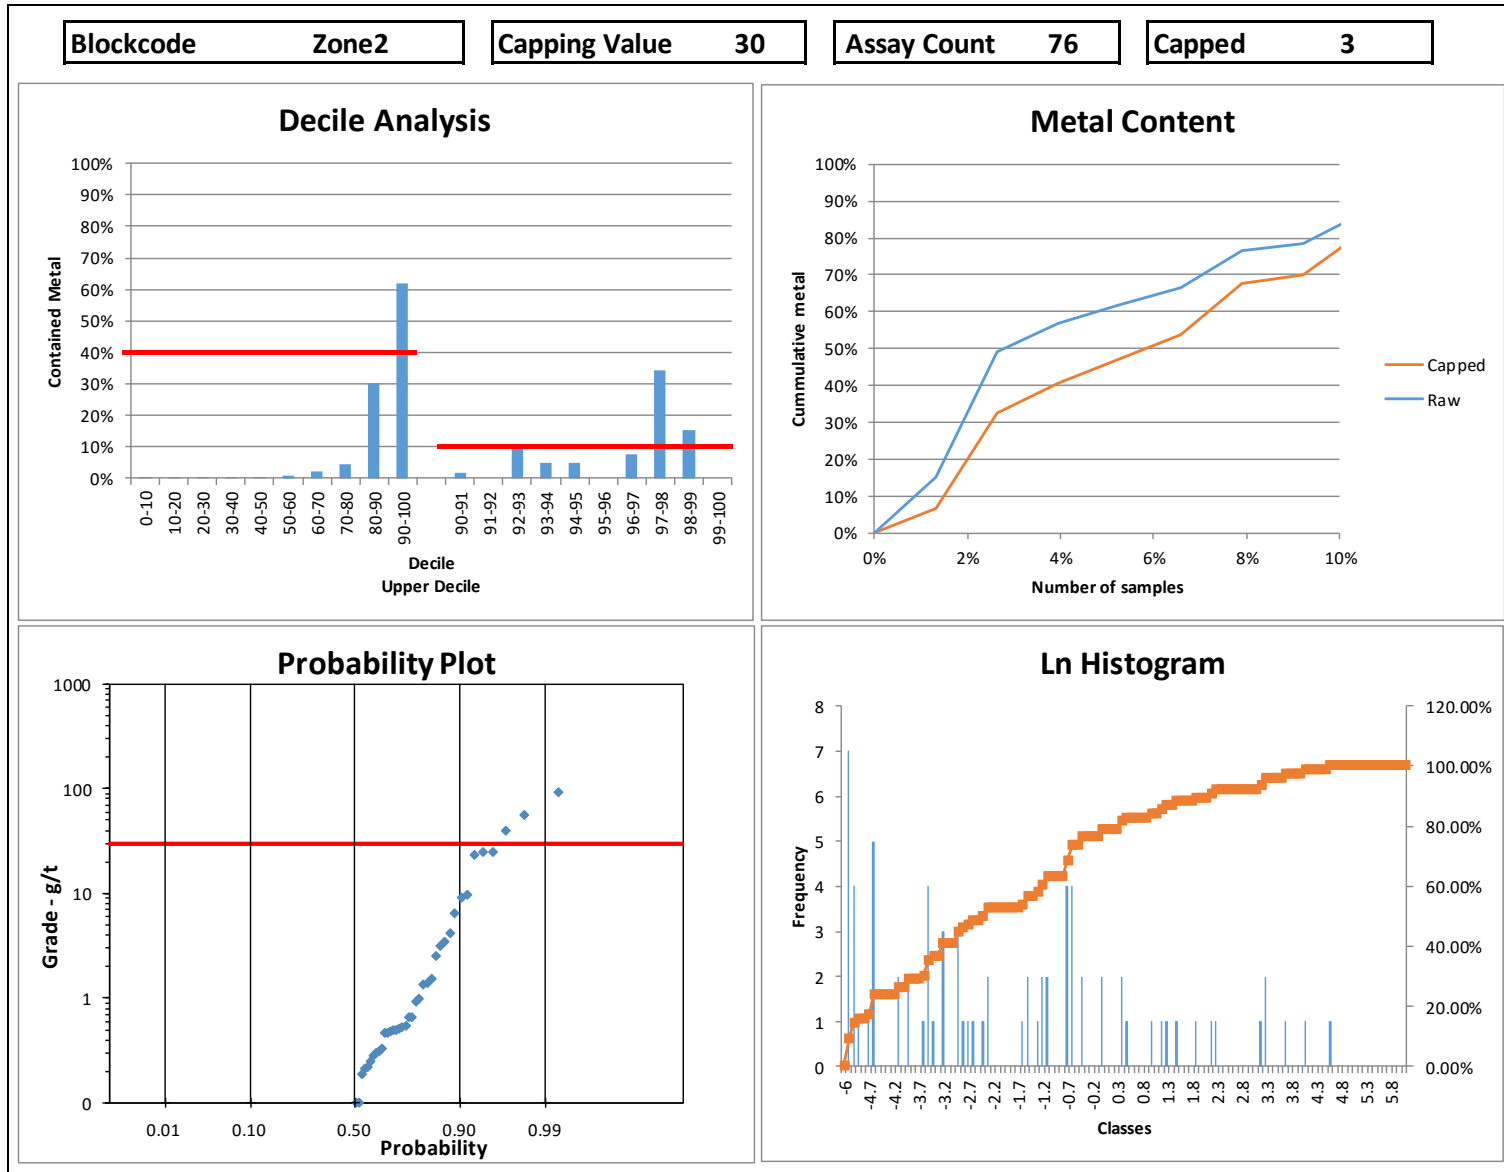 Blockcode Zone2 Capping Value 30 Assay Count 76 Capped 3
Decile Analysis
100%
90%
80%
70%
60%
50%
40%
30%
20%
10%
0%
Contained Metal
0-10 10-20 20-30 30-40 40-50 50-60 60-70 70-80 80-90 90-100 90-91 91-92 92-93 93-94 94-95 95-96 96-97 97-98 98-99 99-100
Decile
Upper Decile
Metal Content
100%
90%
80%
70%
60%
50%
40%
30%
20%
10%
0%
Cummulative metal
0% 2% 4% 6% 8% 10%
Number of samples
Capped
Raw
Probability Plot
1000
100
10
1
0
Grade - g/t
0.01 0.10 0.50 0.90 0.99
Probability
Ln Histogram
8
7
6
5
4
3
2
1
0
Frequency
120.00%
100.00%
80.00%
60.00%
40.00%
20.00%
0.00%
-6 -4.7 -4.2 -3.7 -3.2 -2.7 -2.2 -1.7 -1.2 -0.7 -0.2 0.3 0.8 1.3 1.8 2.3 2.8 3.3 3.8 4.3 4.8 5.3 5.8
Classes